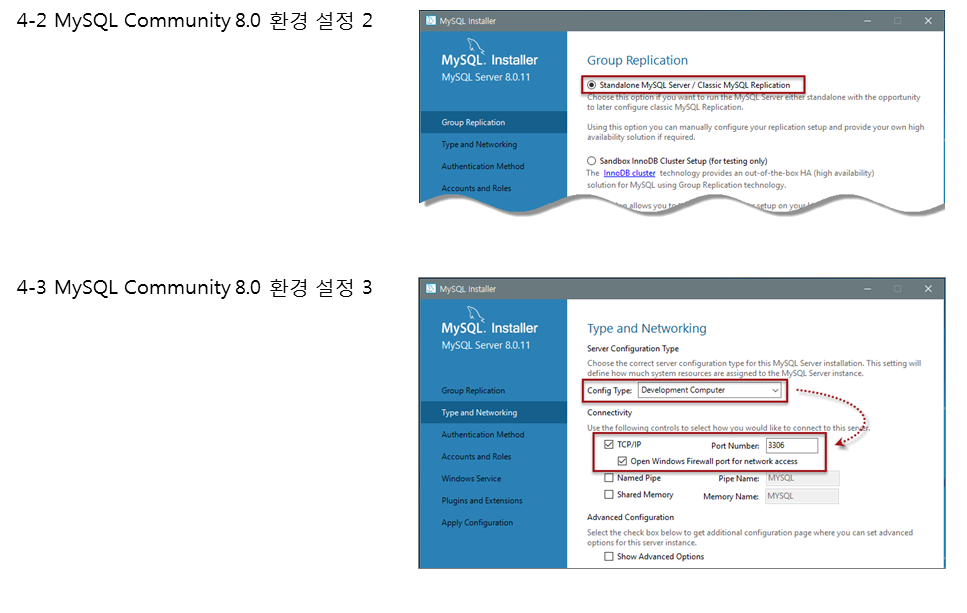 4-2 MySQL Community 8.0 환경 설정 2
MySQL Installer
MySQL. Installer
MySQL Server 8.0.11
Group Replication
Type and Networking
Authentication Method
Accounts and Roles
Group Replication
Standalone MySQL Server / Classic MySQL Replication
Choose this option if you want to run the MySQL Server either standalone with the opportunity
to later configure classic MySQL Replication.
Using this option you can manually configure your replication setup and provide your own high
availability solution if required.
Sandbox InnoDB Cluster Setup (for testing only)
The InnoDB cluster technology provides an out-of-the-box HA (high availability)
solution for MySQL using Group Replication technology.
allows you to
setup on your
4-3 MySQL Community 8.0 환경 설정 3
MySQL Installer
MySQL. Installer
MySQL Server 8.0.11
Group Replication
Type and Networking
Authentication Method
Accounts and Roles
Windows Service
Plugins and Extensions
Apply Configuration
Type and Networking
Server Configuration Type
Choose the correct server configuration type for this MySQL Server installation. This setting will
define how much system resources are assigned to the MySQL Server instance.
Config Type: Development Computer
Connectivity
Use the following controls to select how you would like to connect to this server.
TCP/IP Port Number: 3306
Open Windows Firewall port for network access
Named Pipe Pipe Name: MYSQL
Shared Memory Memory Name: MYSQL
Advanced Configuration
Select the check box below to get additional configuration page where you can set advanced
options for this server instance.
Show Advanced Options